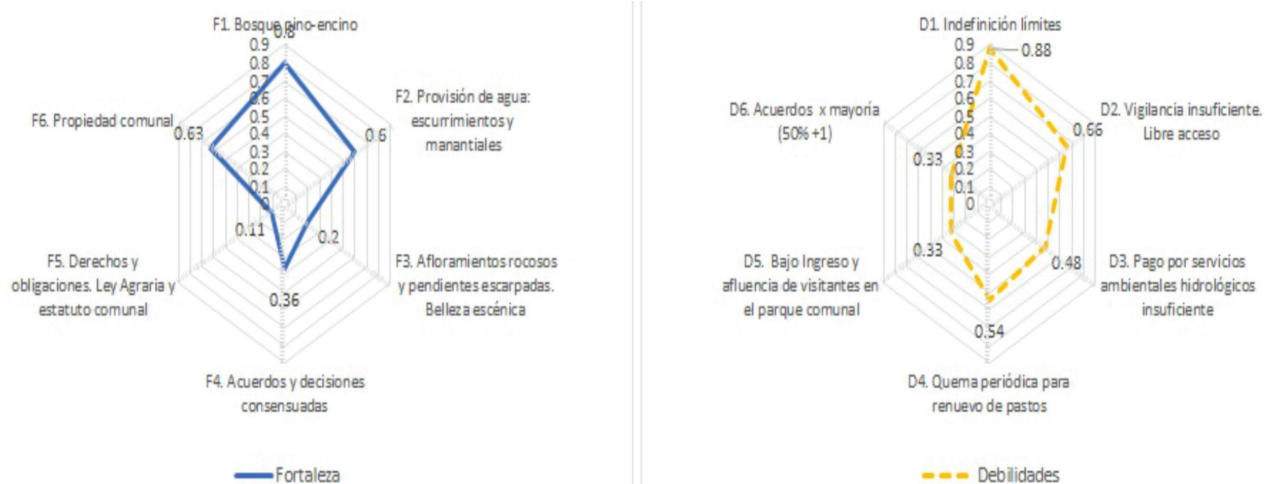 F1. Bosque pino-encino
0.8
0.9
0.8
0.7
0.6
0.5
0.4
0.3
0.2
0.1
0
F2. Provisión de agua:
escurrimientos y
manantiales
0.6
F3. Afloramientos rocosos
y pendientes escarpadas.
Belleza escénica
0.2
F4. Acuerdos y decisiones
consensuadas
0.36
F5. Derechos y
obligaciones. Ley Agraria y
estatuto comunal
0.11
F6. Propiedad comunal
0.63
Fortaleza
D1. Indefinición límites
0.88
0.9
0.8
0.7
0.6
0.5
0.4
0.3
0.2
0.1
0
D2. Vigilancia insuficiente.
Libre acceso
0.66
D3. Pago por servicios
ambientales hidrológicos
insuficiente
0.48
D4. Quema periódica para
renuevo de pastos
0.54
D5. Bajo Ingreso y
afluencia de visitantes en
el parque comunal
0.33
D6. Acuerdos x mayoría
(50% +1)
0.33
Debilidades